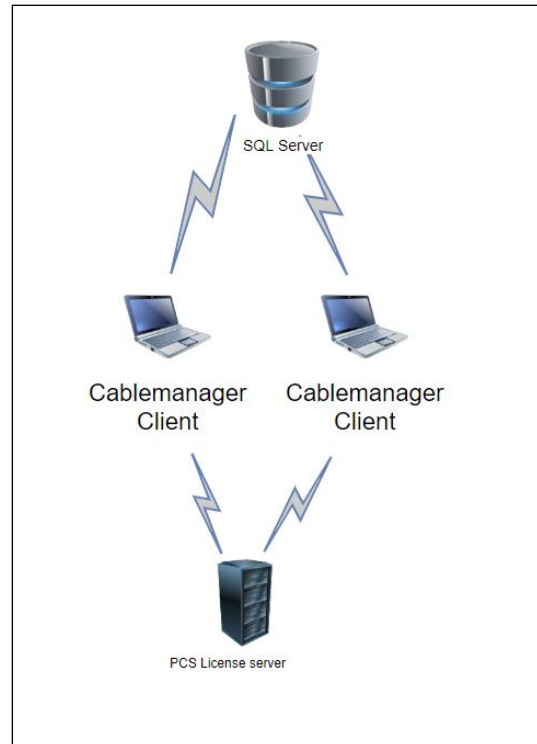 SQL Server
Cablemanager
Client
Cablemanager
Client
PCS License server